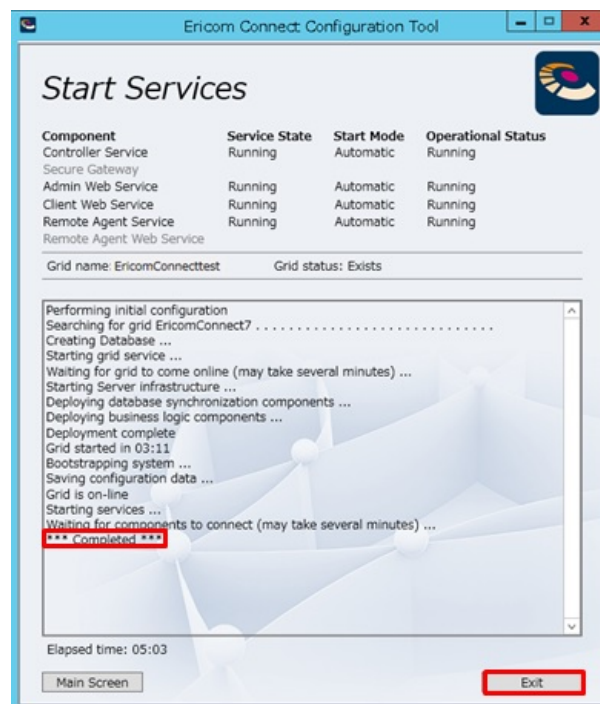 Ericom Connect Configuration Tool
Start Services
Component Service State Start Mode Operational Status
Controller Service Running Automatic Running
Secure Gateway
Admin Web Service Running Automatic Running
Client Web Service Running Automatic Running
Remote Agent Service Running Automatic Running
Remote Agent Web Service
Grid name: EricomConnecttest Grid status: Exists
Performing initial configuration
Searching for grid EricomConnect7 . . . . . . . . . . . . . . . . . . . . . . . . . . . . . .
Creating Database ...
Starting grid service ...
Waiting for grid to come online (may take several minutes) ...
Starting Server infrastructure ...
Deploying database synchronization components ...
Deploying business logic components ...
Deployment complete
Grid started in 03:11
Bootstrapping system ...
Saving configuration data ...
Grid is on-line
Starting services ...
Waiting for components to connect (may take several minutes) ...
*** Completed ***
Elapsed time: 05:03
Main Screen Exit